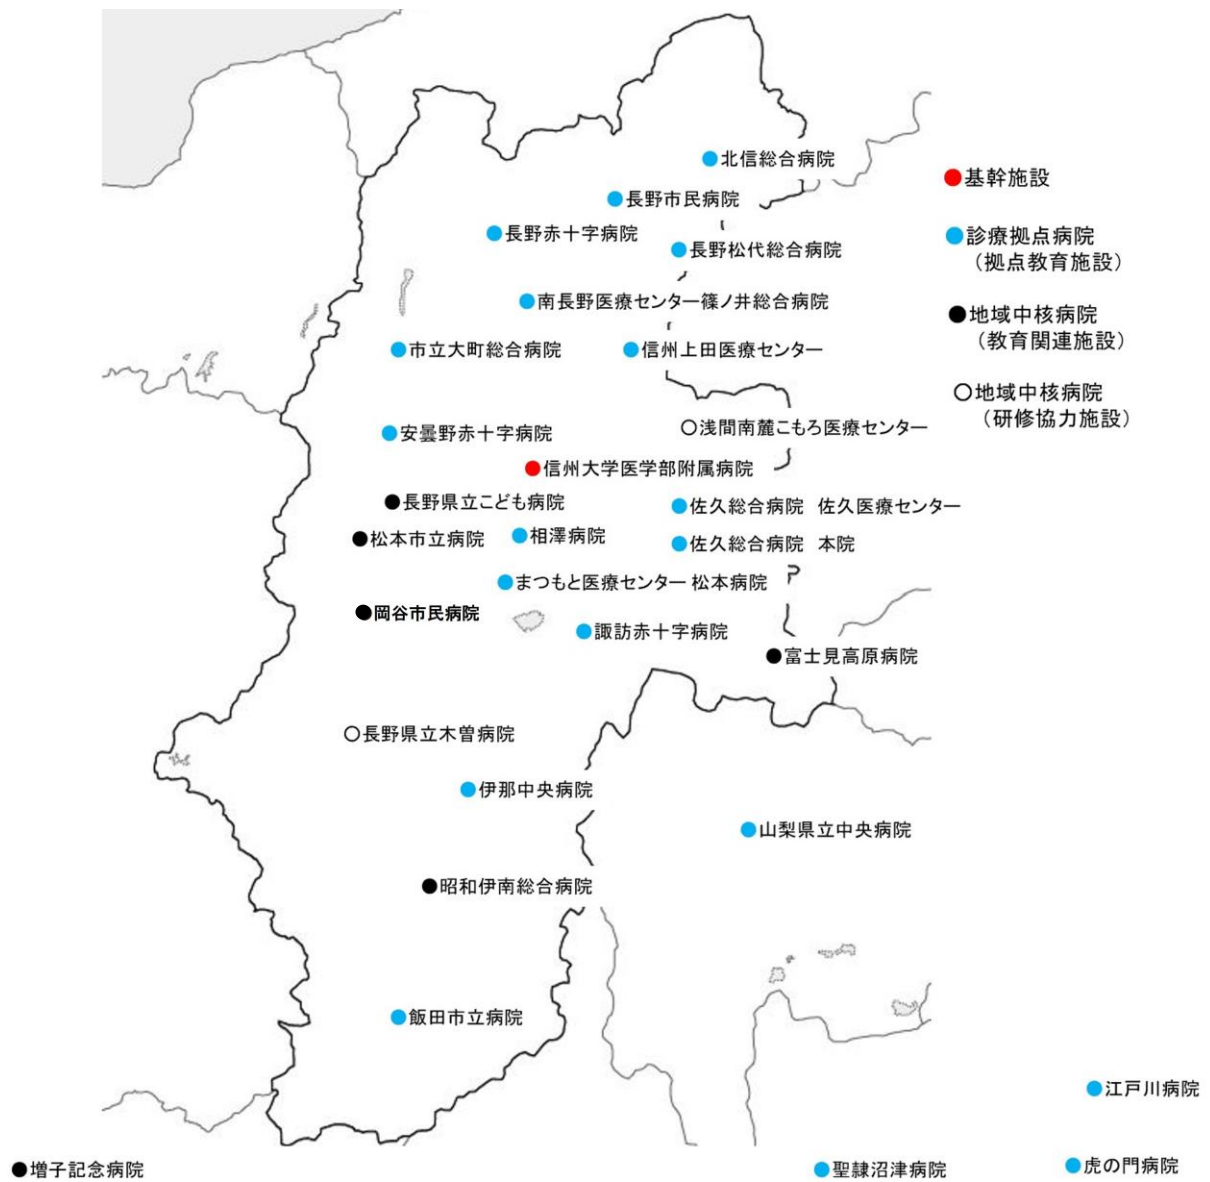 北信総合病院
基幹施設
長野市民病院
長野赤十字病院
診療拠点病院
（拠点教育施設）
長野松代総合病院
南長野医療センター篠ノ井総合病院
地域中核病院
（教育関連施設）
市立大町総合病院
信州上田医療センター
地域中核病院
（研修協力施設）
安曇野赤十字病院
浅間南麓こもろ医療センター
信州大学医学部附属病院
長野県立こども病院
佐久総合病院 佐久医療センター
松本市立病院
相澤病院
佐久総合病院 本院
まつもと医療センター 松本病院
岡谷市民病院
諏訪赤十字病院
富士見高原病院
長野県立木曽病院
伊那中央病院
山梨県立中央病院
昭和伊南総合病院
飯田市立病院
江戸川病院
増子記念病院
聖隷沼津病院
虎の門病院